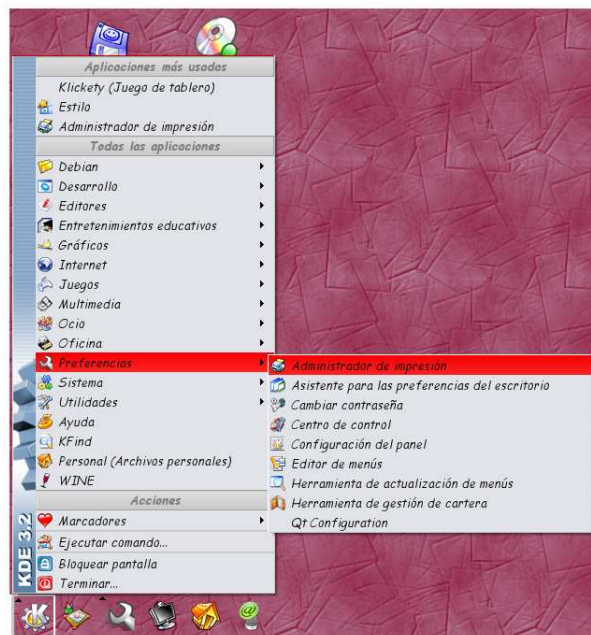 Aplicaciones más usadas
Klickety (Juego de tablero)
Estilo
Administrador de impresión
Todas las aplicaciones
Debian
Desarrollo
Editores
Entretenimientos educativos
Gráficos
Internet
Juegos
Multimedia
Ocio
Oficina
Preferencias
Sistema
Utilidades
Ayuda
KFind
Personal (Archivos personales)
WINE
Acciones
Marcadores
Ejecutar comando...
Bloquear pantalla
Terminar...
KDE 3.2
Administrador de impresión
Asistente para las preferencias del escritorio
Cambiar contraseña
Centro de control
Configuración del panel
Editor de menús
Herramienta de actualización de menús
Herramienta de gestión de cartera
Qt Configuration